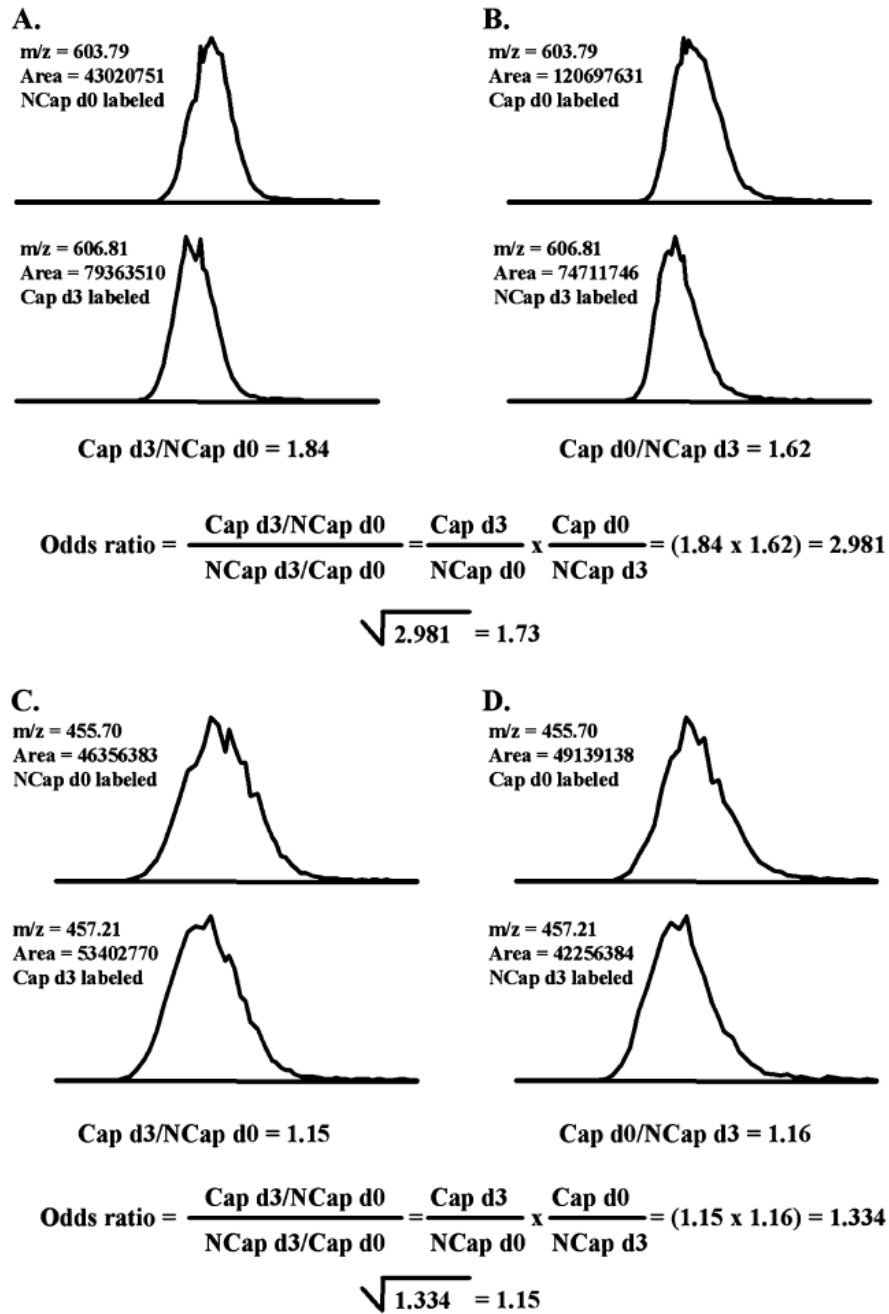 A.
m/z = 603.79
Area = 43020751
NCap d0 labeled
m/z = 606.81
Area = 79363510
Cap d3 labeled
Cap d3/NCap d0 = 1.84
B.
m/z = 603.79
Area = 120697631
Cap d0 labeled
m/z = 606.81
Area = 74711746
NCap d3 labeled
Cap d0/NCap d3 = 1.62
Odds ratio = Cap d3/NCap d0 / NCap d3/Cap d0 = Cap d3 / NCap d0 x Cap d0 / NCap d3 = (1.84 x 1.62) = 2.981
√2.981 = 1.73
C.
m/z = 455.70
Area = 46356383
NCap d0 labeled
m/z = 457.21
Area = 53402770
Cap d3 labeled
Cap d3/NCap d0 = 1.15
D.
m/z = 455.70
Area = 49139138
Cap d0 labeled
m/z = 457.21
Area = 42256384
NCap d3 labeled
Cap d0/NCap d3 = 1.16
Odds ratio = Cap d3/NCap d0 / NCap d3/Cap d0 = Cap d3 / NCap d0 x Cap d0 / NCap d3 = (1.15 x 1.16) = 1.334
√1.334 = 1.15